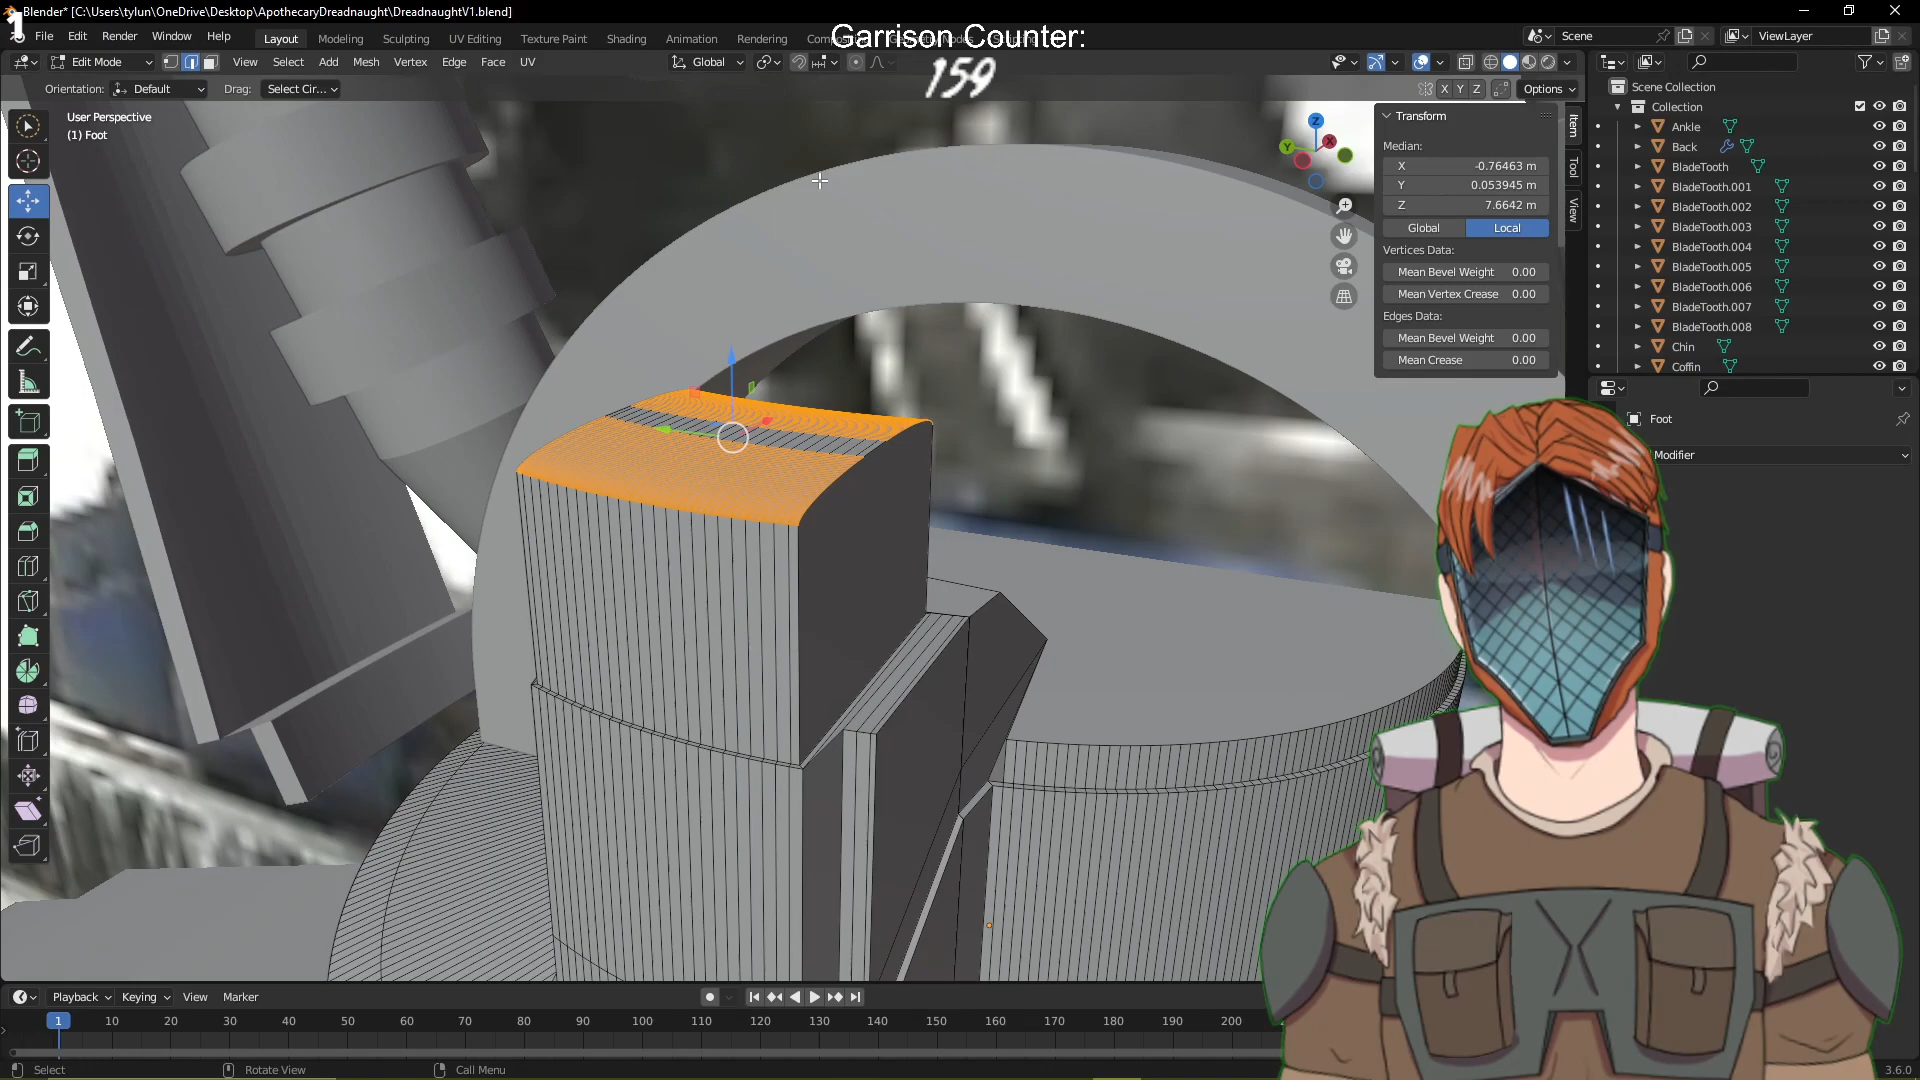 1
Blender* [C:\Users\tylun\OneDrive\Desktop\ApothecaryDreadnaught\DreadnaughtV1.blend]
File Edit Render Window Help
Layout Modeling Sculpting UV Editing Texture Paint Shading Animation Rendering
Garrison Counter:
159
Scene
ViewLayer
Edit Mode
View Select Add Mesh Vertex Edge Face UV
Global
Orientation: Default Drag: Select Cir...
X Y Z Options
User Perspective
(1) Foot
Z
Y
X
Transform
Median:
X -0.76463 m
Y 0.053945 m
Z 7.6642 m
Global Local
Vertices Data:
Mean Bevel Weight 0.00
Mean Vertex Crease 0.00
Edges Data:
Mean Bevel Weight 0.00
Mean Crease 0.00
Item
Tool
View
Scene Collection
Collection
Ankle
Back
BladeTooth
BladeTooth.001
BladeTooth.002
BladeTooth.003
BladeTooth.004
BladeTooth.005
BladeTooth.006
BladeTooth.007
BladeTooth.008
Chin
Coffin
Foot
Modifier
Playback Keying View Marker
1 10 20 30 40 50 60 70 80 90 100 110 120 130 140 150 160 170 180 190 200
Select Rotate View Call Menu
3.6.0